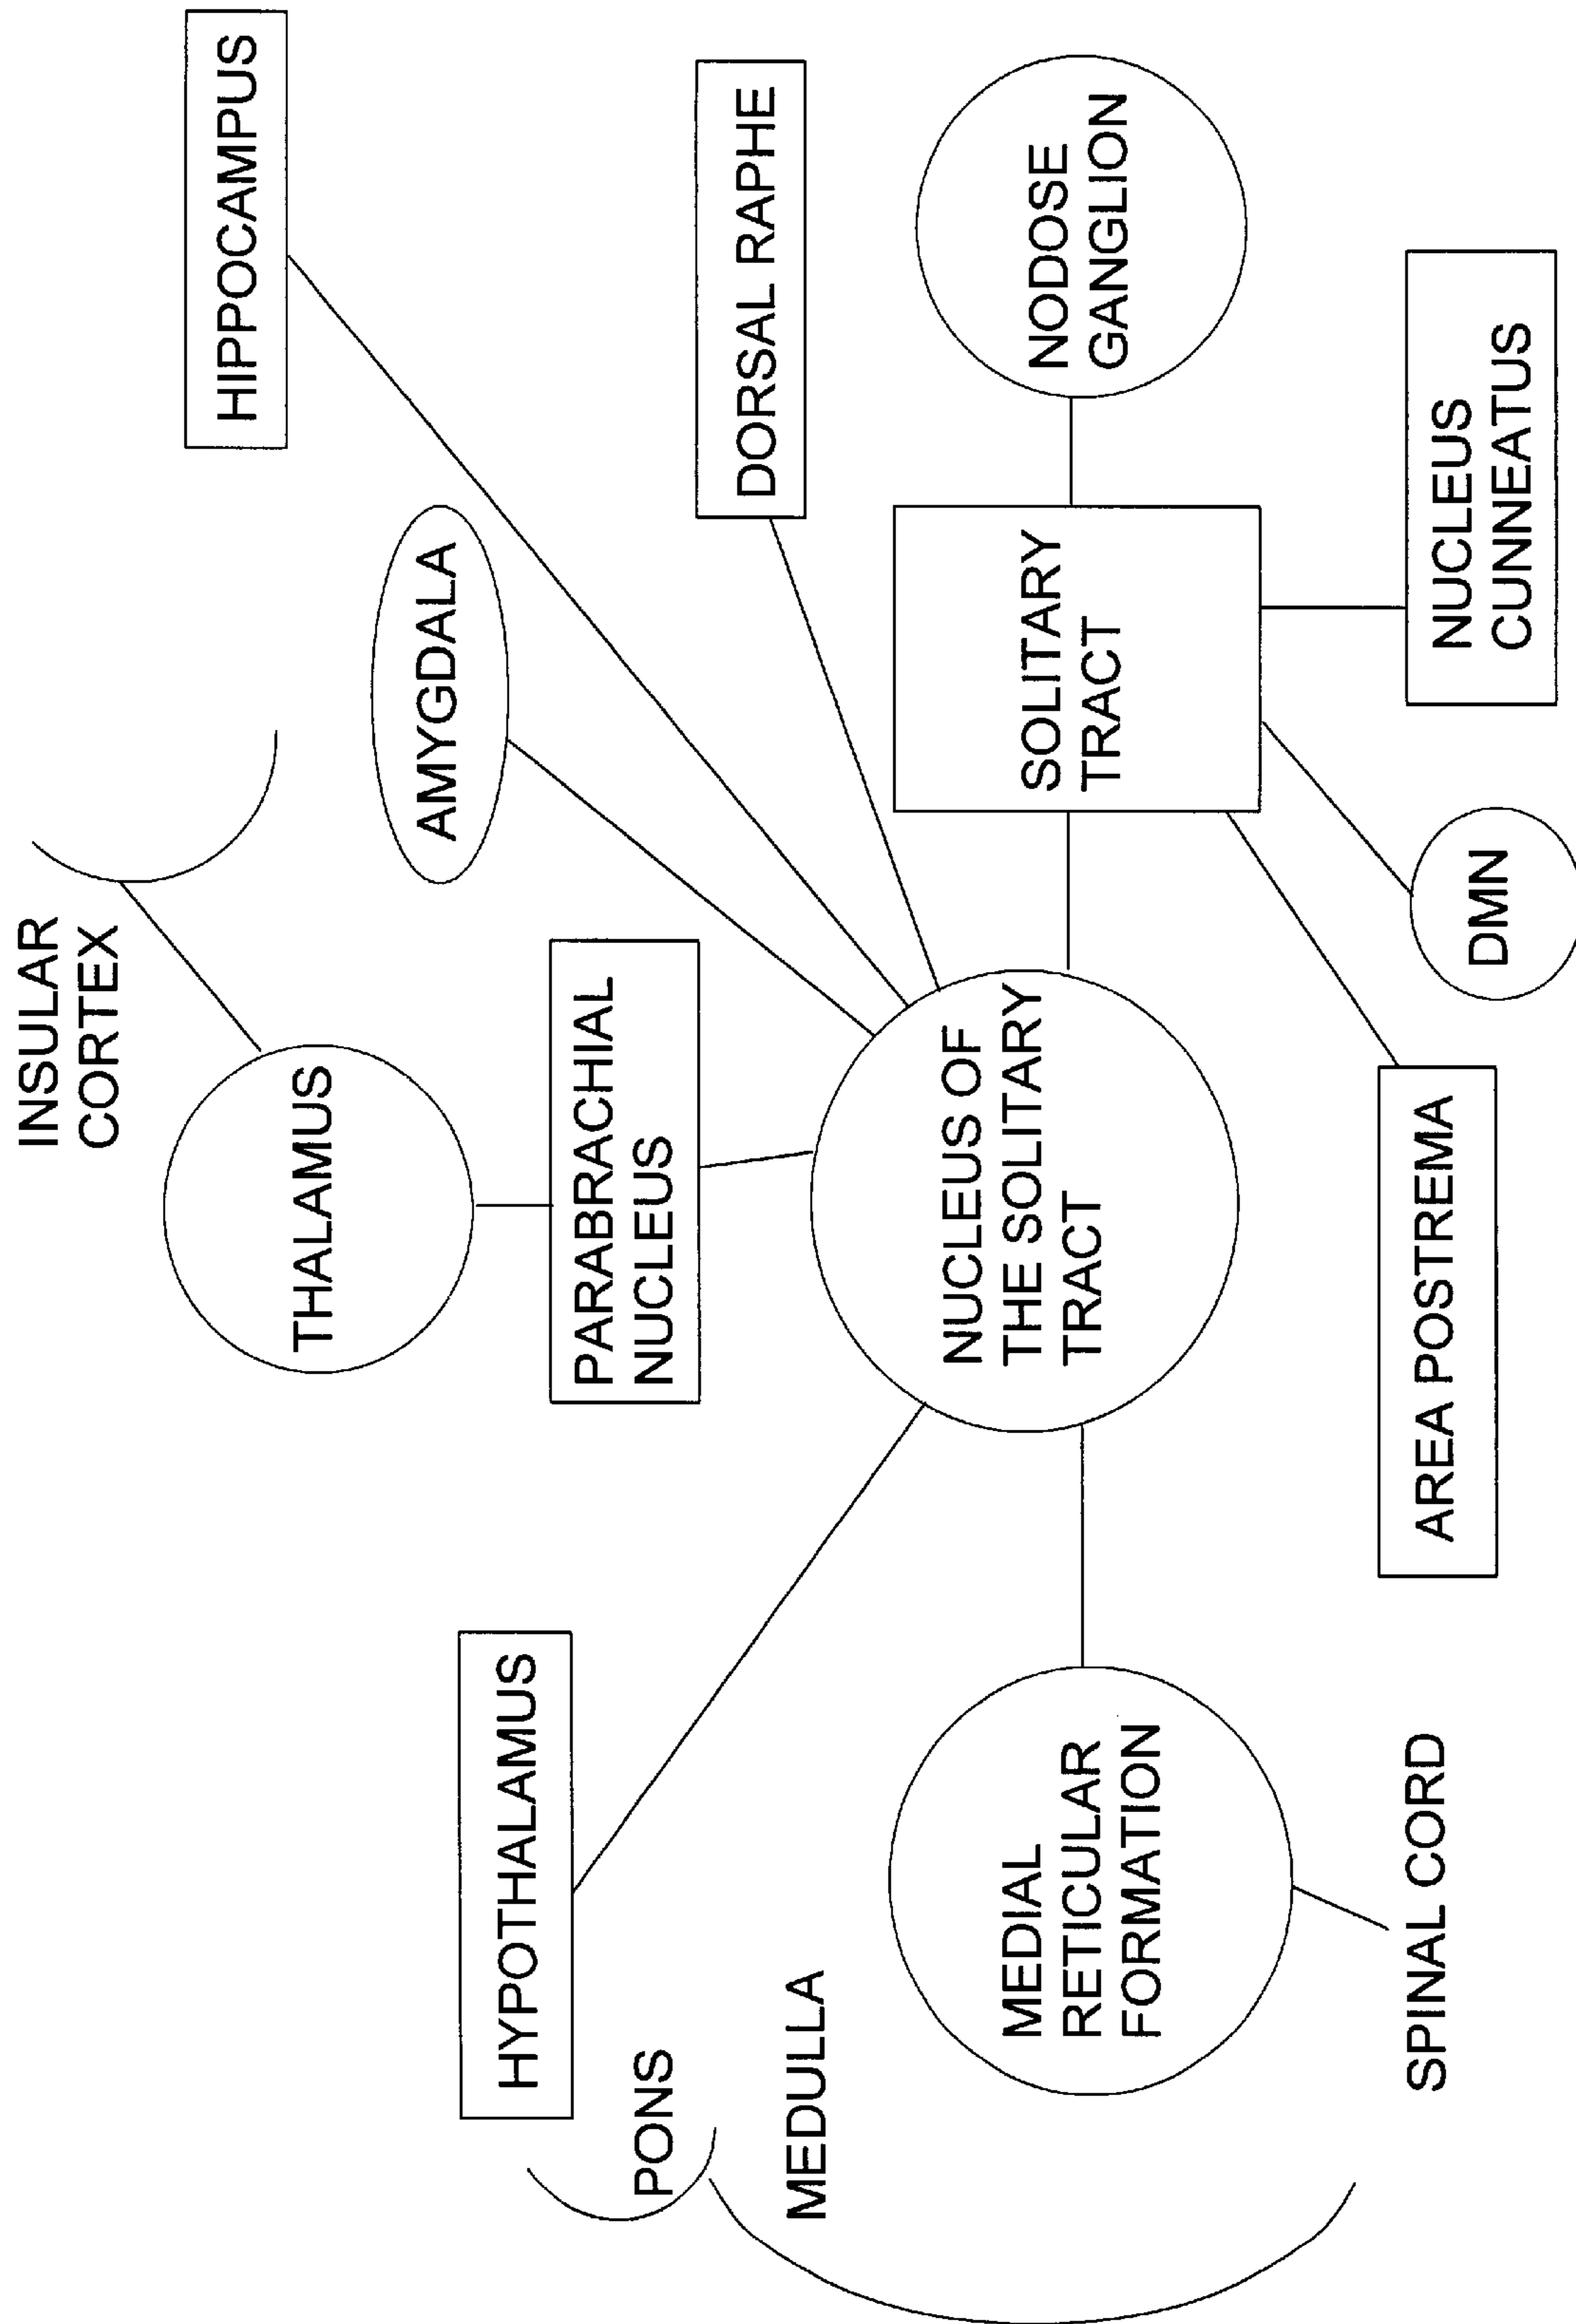 INSULAR
CORTEX
HIPPOCAMPUS
THALAMUS
AMYGDALA
HYPOTHALAMUS
PARABRACHIAL
NUCLEUS
DORSAL RAPHE
PONS
MEDULLA
NUCLEUS OF
THE SOLITARY
TRACT
SOLITARY
TRACT
NODOSE
GANGLION
MEDIAL
RETICULAR
FORMATION
SPINAL CORD
AREA POSTREMA
DMN
NUCLEUS
CUNNEATUS